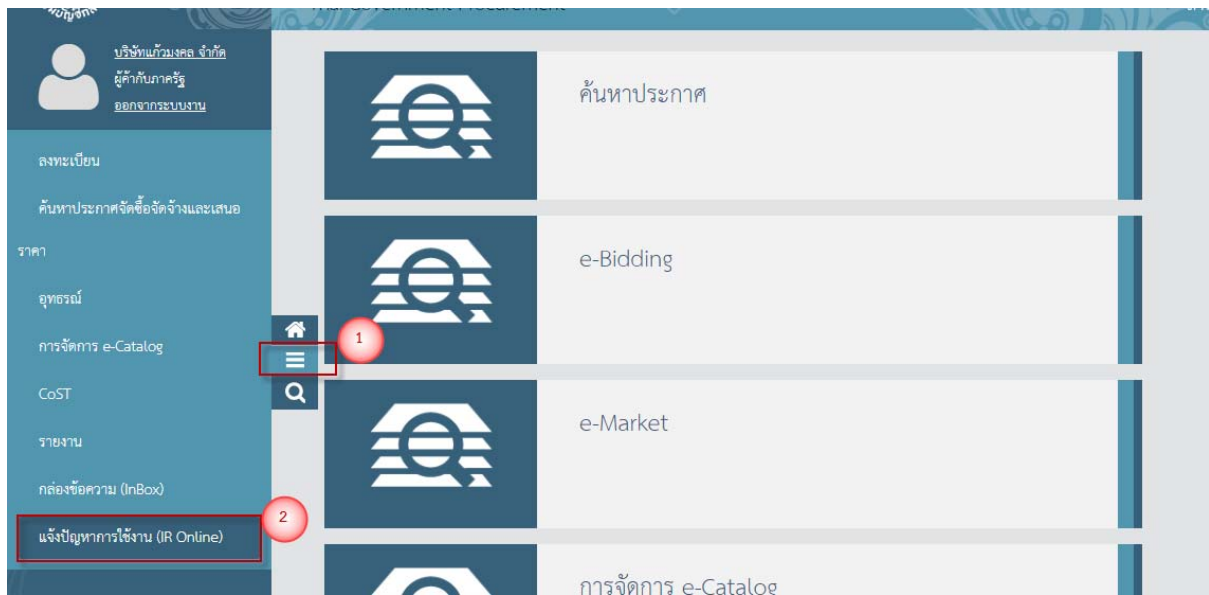 Thai Government Procurement
บริษัทแก้วมงคล จำกัด
ผู้ค้ากับภาครัฐ
ออกจากระบบงาน
ลงทะเบียน
ค้นหาประกาศจัดซื้อจัดจ้างและเสนอ
ราคา
อุทธรณ์
การจัดการ e-Catalog
CoST
รายงาน
กล่องข้อความ (InBox)
แจ้งปัญหาการใช้งาน (IR Online)
1
2
ค้นหาประกาศ
e-Bidding
e-Market
การจัดการ e-Catalog